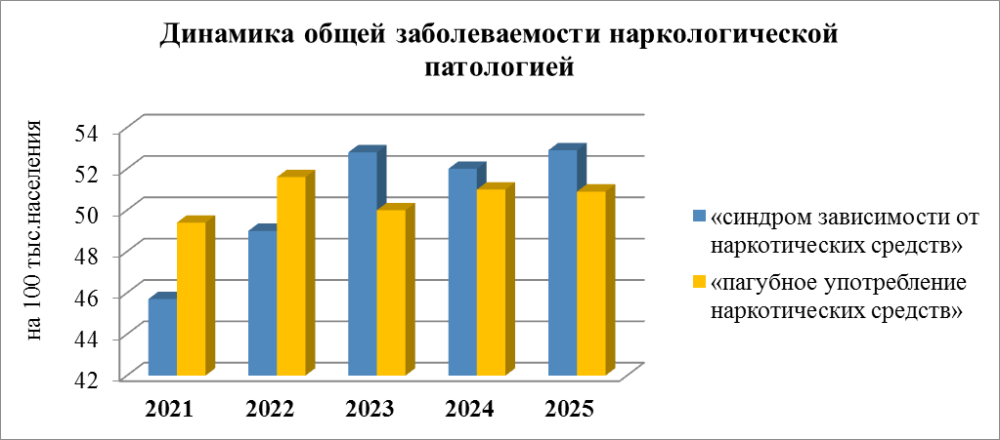 Динамика общей заболеваемости наркологической
патологией
на 100 тыс.населения
54
52
50
48
46
44
42
2021 2022 2023 2024 2025
«синдром зависимости от
наркотических средств»
«пагубное употребление
наркотических средств»